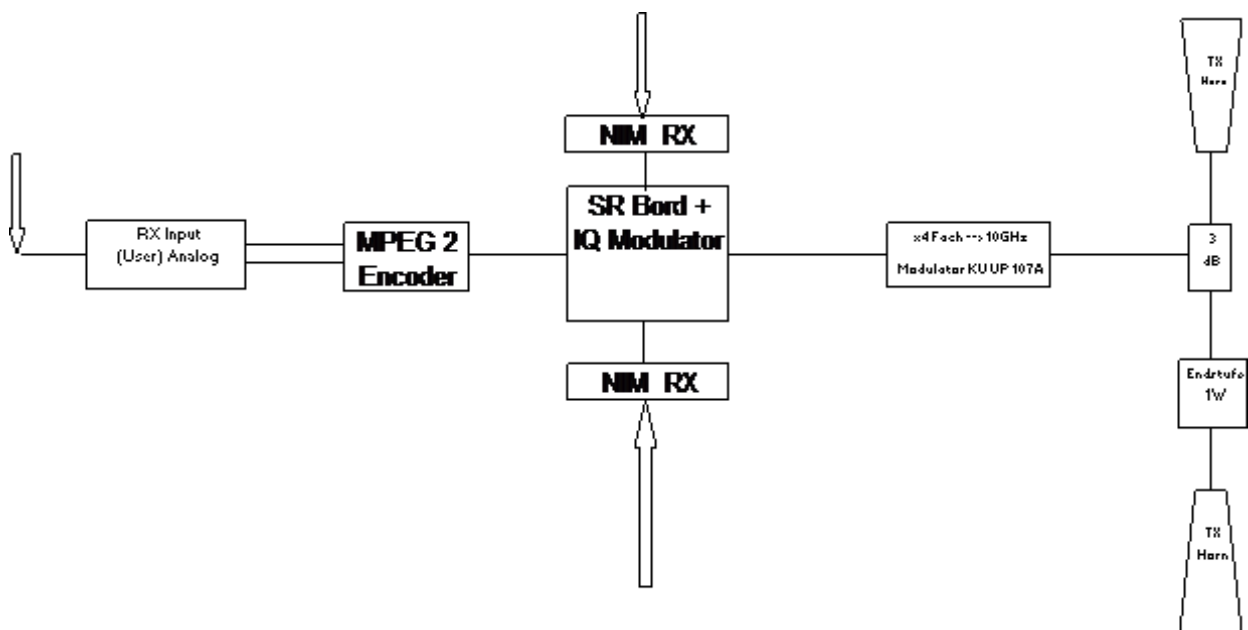 TX
Horn
NIM RX
RX Input
(User) Analog
MPEG 2
Encoder
SR Bord +
IQ Modulator
x4 Fach --> 10GHz
Modulator KU UP 107A
3
dB
NIM RX
Endstufe
1W
TX
Horn